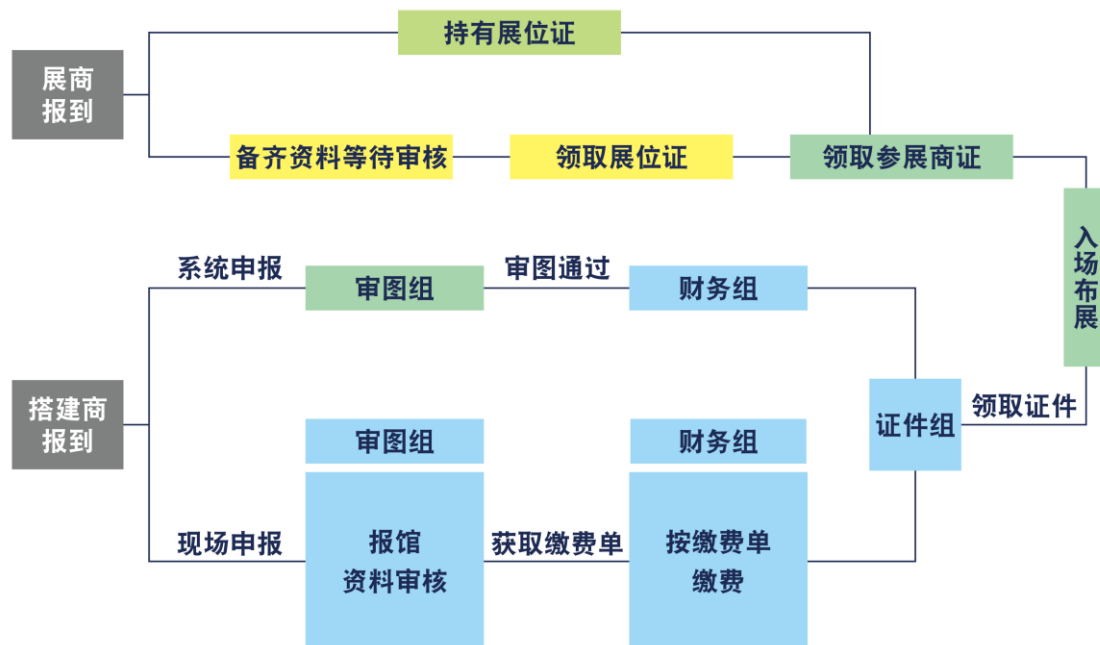 展商
报到
持有展位证
备齐资料等待审核
领取展位证
领取参展商证
入场布展
搭建商
报到
系统申报
审图组
审图通过
财务组
现场申报
审图组
报馆
资料审核
获取缴费单
财务组
按缴费单
缴费
证件组
领取证件